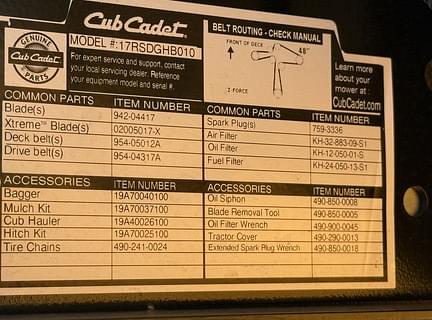 Cub Cadet.
GENUINE
Cub Cadet
PARTS
MODEL #:17RSDGHB010
For expert service and support, contact
your local servicing dealer. Reference
your equipment model and serial #.
BELT ROUTING - CHECK MANUAL
FRONT OF DECK
48"
Z-FORCE
Learn more
about your
mower at :
CubCadet.com
COMMON PARTS ITEM NUMBER
Blade(s) 942-04417
Xtreme™ Blade(s) 02005017-X
Deck belt(s) 954-05012A
Drive belt(s) 954-04317A
COMMON PARTS ITEM NUMBER
Spark Plug(s) 759-3336
Air Filter KH-32-883-09-S1
Oil Filter KH-12-050-01-S
Fuel Filter KH-24-050-13-S1
ACCESSORIES ITEM NUMBER
Bagger 19A70040100
Mulch Kit 19A70037100
Cub Hauler 19A40026100
Hitch Kit 19A70025100
Tire Chains 490-241-0024
ACCESSORIES ITEM NUMBER
Oil Siphon 490-850-0008
Blade Removal Tool 490-850-0005
Oil Filter Wrench 490-900-0045
Tractor Cover 490-290-0013
Extended Spark Plug Wrench 490-850-0018